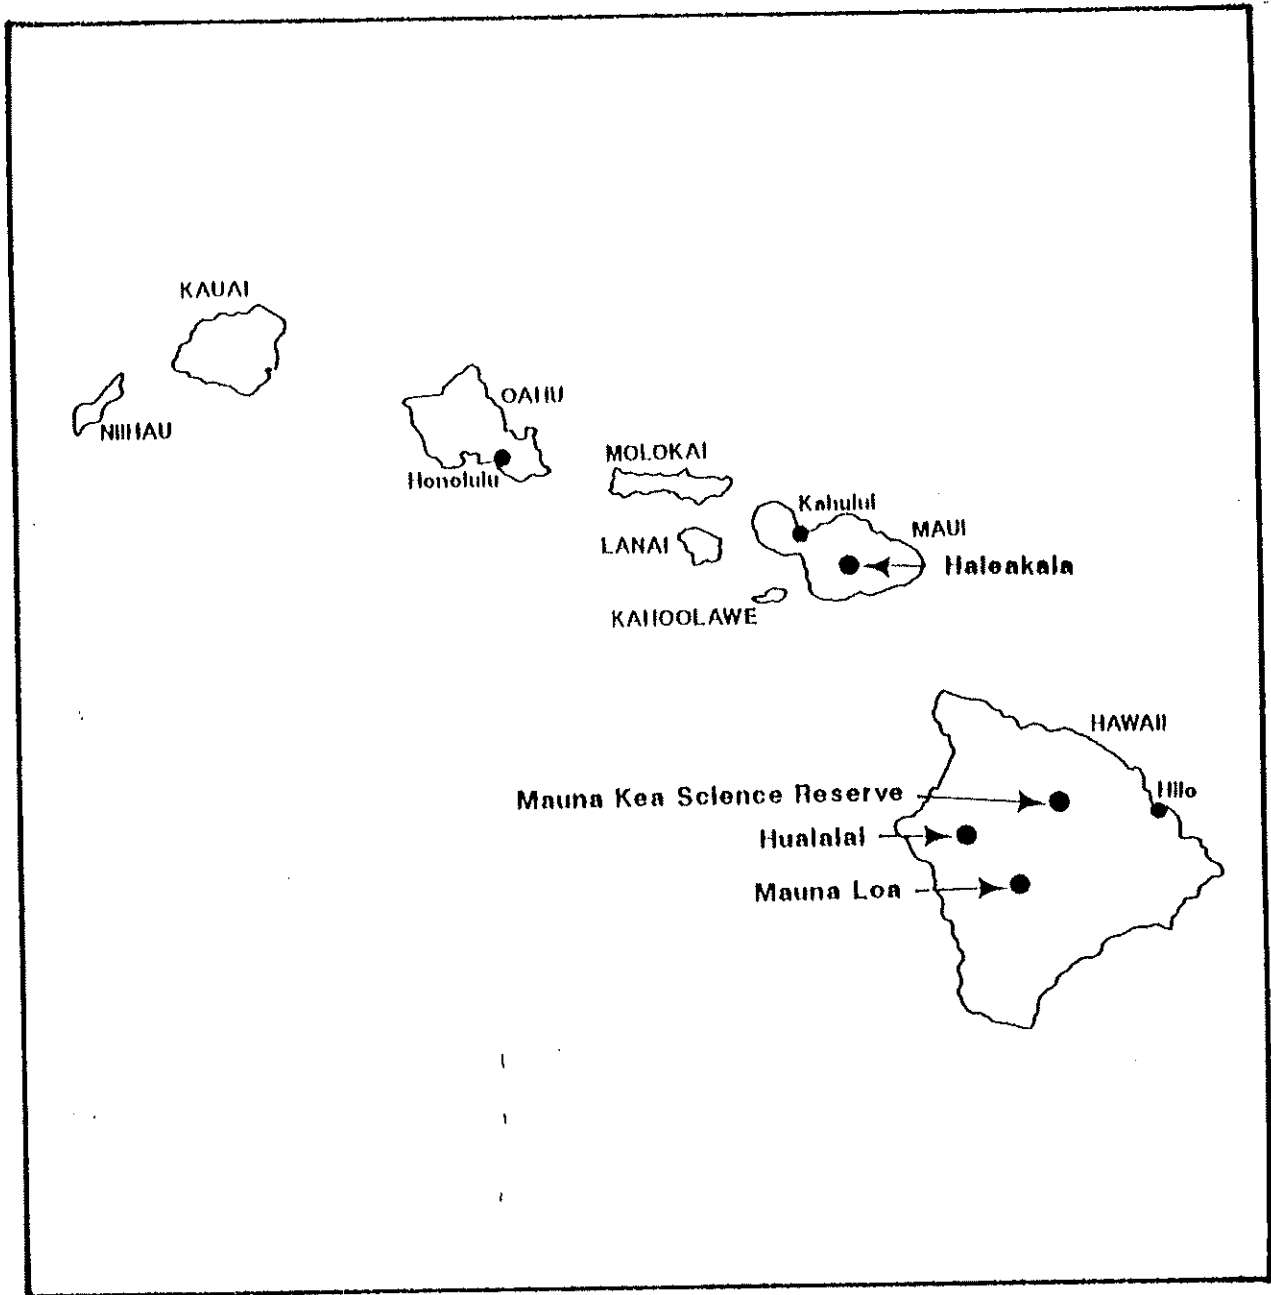 KAUAI
NIIHAU
OAHU
Honolulu
MOLOKAI
Kahului
LANAI
MAUI
Haleakala
KAHOOLAWE
HAWAII
Mauna Kea Science Reserve
Hilo
Hualalai
Mauna Loa